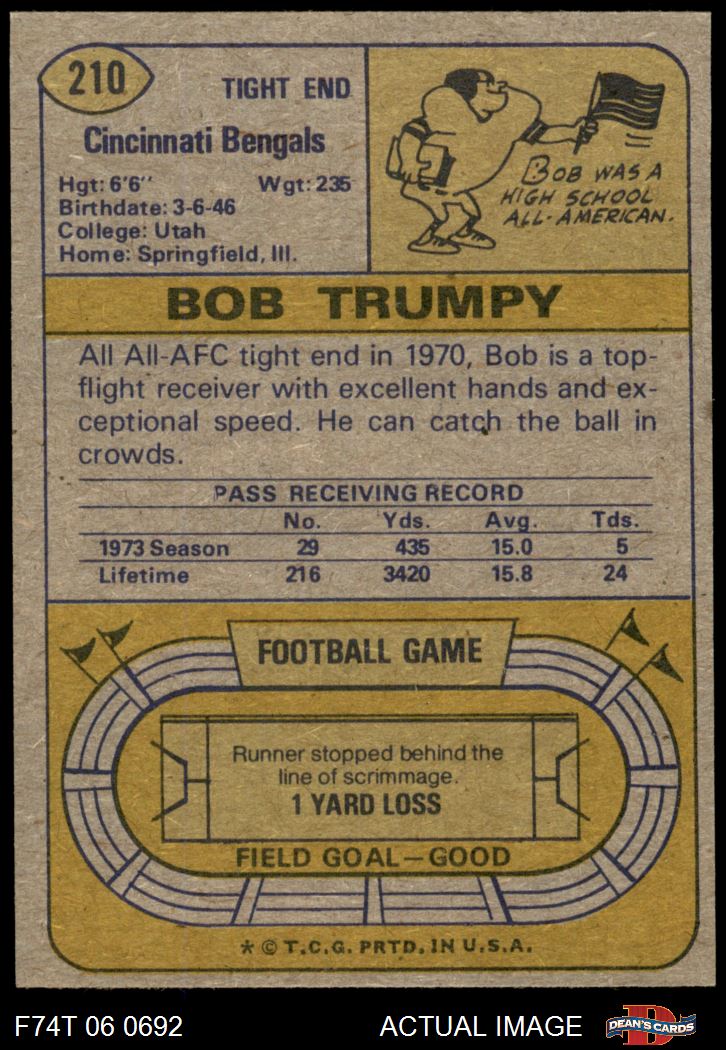 210
TIGHT END
Cincinnati Bengals
Hgt: 6'6" Wgt: 235
Birthdate: 3-6-46
College: Utah
Home: Springfield, Ill.
BOB WAS A
HIGH SCHOOL
ALL-AMERICAN.
BOB TRUMPY
All All-AFC tight end in 1970, Bob is a top-
flight receiver with excellent hands and ex-
ceptional speed. He can catch the ball in
crowds.
PASS RECEIVING RECORD
No. Yds. Avg. Tds.
1973 Season 29 435 15.0 5
Lifetime 216 3420 15.8 24
FOOTBALL GAME
Runner stopped behind the
line of scrimmage.
1 YARD LOSS
FIELD GOAL—GOOD
* © T.C.G. PRTD. IN U.S.A.
F74T 06 0692 ACTUAL IMAGE DEAN'S CARDS